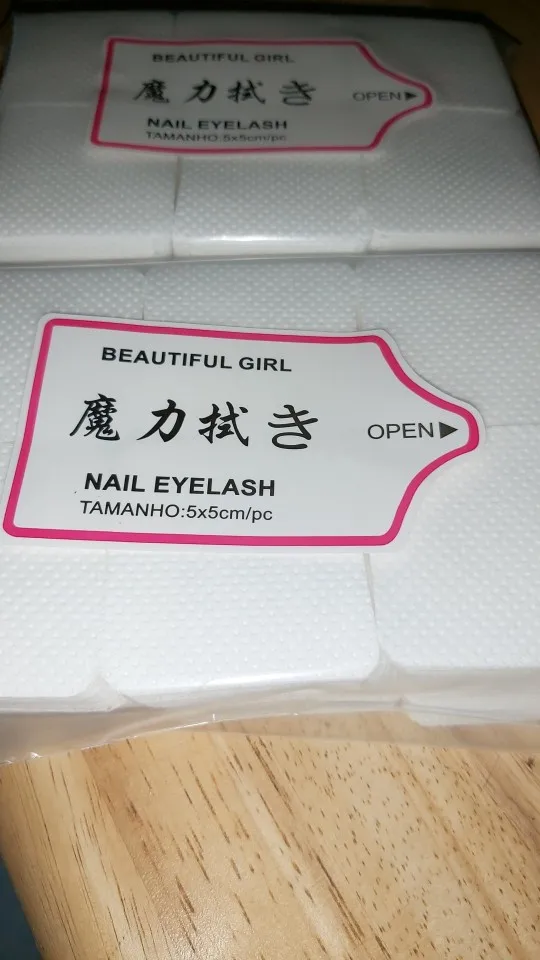 BEAUTIFUL GIRL
魔力拭き
OPEN▶
NAIL EYELASH
TAMANHO:5x5cm/pc
BEAUTIFUL GIRL
魔力拭き
OPEN▶
NAIL EYELASH
TAMANHO:5x5cm/pc